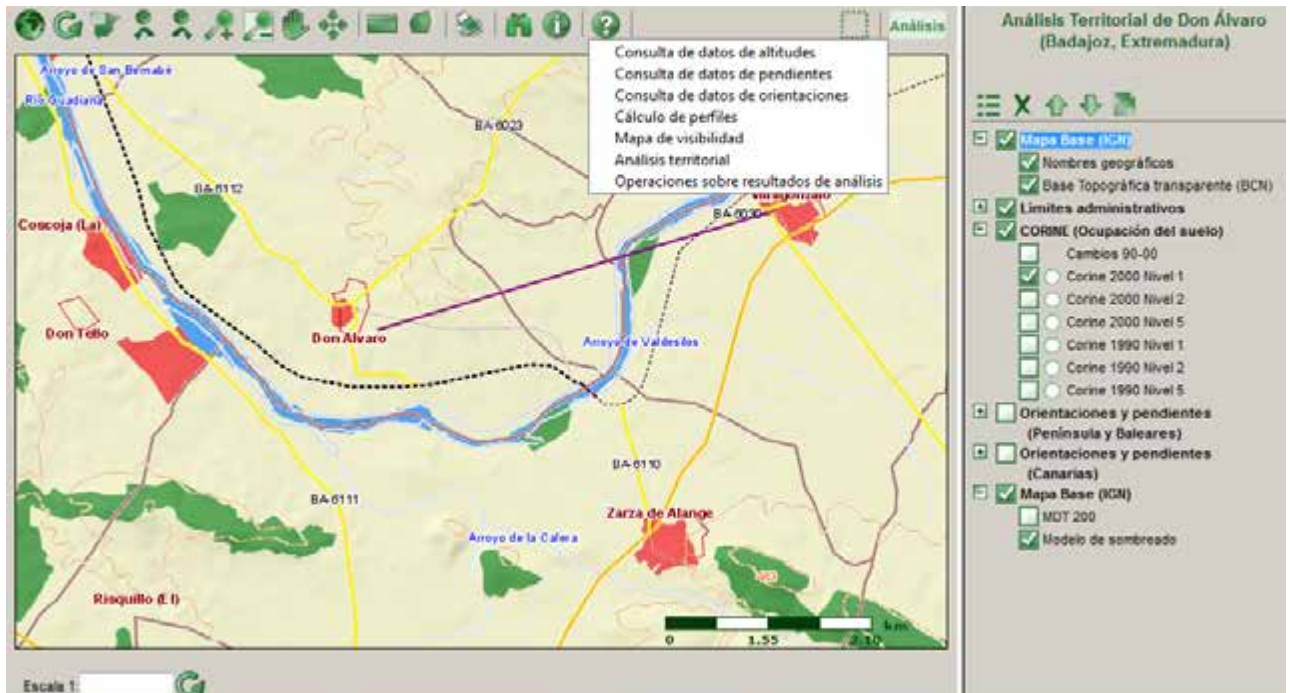 Análisis
Consulta de datos de altitudes
Consulta de datos de pendientes
Consulta de datos de orientaciones
Cálculo de perfiles
Mapa de visibilidad
Análisis territorial
Operaciones sobre resultados de análisis
Arroyo de San Bernabé
Río Guadiana
BA-6023
BA-6112
BA-6030
Coscoja (La)
Don Tello
Don Alvaro
Arroyo de Valdesilos
BA-6110
BA-6111
Zarza de Alange
Arroyo de la Calera
Risquillo (El)
km
0 1.55 3.10
Escala 1:
Análisis Territorial de Don Álvaro
(Badajoz, Extremadura)
Mapa Base (IGN)
Nombres geográficos
Base Topográfica transparente (BCN)
Limites administrativos
CORINE (Ocupación del suelo)
Cambios 90-00
Corine 2000 Nivel 1
Corine 2000 Nivel 2
Corine 2000 Nivel 5
Corine 1990 Nivel 1
Corine 1990 Nivel 2
Corine 1990 Nivel 5
Orientaciones y pendientes
(Península y Baleares)
Orientaciones y pendientes
(Canarias)
Mapa Base (IGN)
MDT 200
Modelo de sombreado